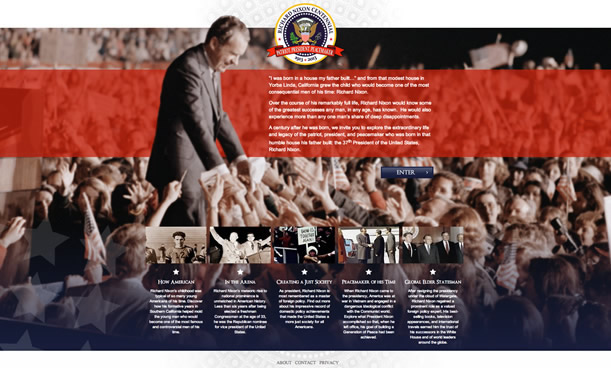 RICHARD NIXON CENTENNIAL
PATRIOT. PRESIDENT. PEACEMAKER.
1913 - 2013
"I was born in a house my father built..." and from that modest house in
Yorba Linda, California grew the child who would become one of the most
consequential men of his time: Richard Nixon.
Over the course of his remarkably full life, Richard Nixon would know some
of the greatest successes any man, in any age, has known. He would also
experience more than any one man's share of deep disappointments.
A century after he was born, we invite you to explore the extraordinary life
and legacy of the patriot, president, and peacemaker who was born in that
humble house his father built: the 37th President of the United States,
Richard Nixon.
ENTER
HOW AMERICAN
Richard Nixon's childhood was
typical of so many young
Americans of his time. Discover
how his formative years in
Southern California helped mold
the young man who would
become one of the most famous
and controversial men of his
time.
IN THE ARENA
Richard Nixon's meteoric rise to
national prominence is
unmatched in American history.
Less than six years after being
elected a freshman
Congressman at the age of 33,
he was the Republican nominee
for vice president of the United
States.
CREATING A JUST SOCIETY
As president, Richard Nixon is
most remembered as a master
of foreign policy. Find out more
about his impressive record of
domestic policy achievements
that made the United States a
more just society for all
Americans.
PEACEMAKER OF HIS TIME
When Richard Nixon came to
the presidency, America was at
war in Vietnam and engaged in a
dangerous ideological conflict
with the Communist world.
Explore what President Nixon
accomplished so that, when he
left office, his goal of building a
Generation of Peace had been
achieved.
GLOBAL ELDER STATESMAN
After resigning the presidency
amid the cloud of Watergate,
Richard Nixon regained a
prominent role as a valued
foreign policy expert. His best
selling books, television
appearances, and international
travels earned him the trust of
his successors in the White
House and of world leaders
around the globe.
ABOUT CONTACT PRIVACY